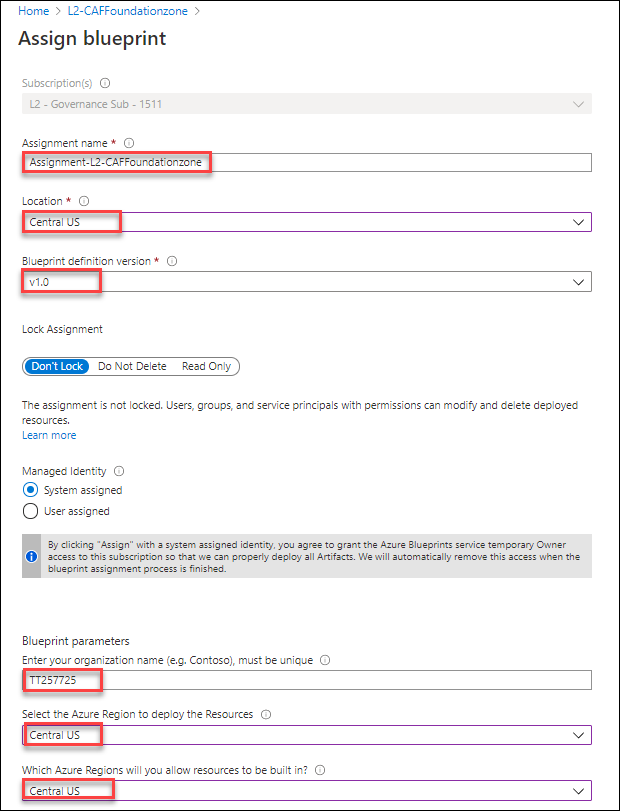 Home > L2-CAFFoundationzone >
Assign blueprint
Subscription(s)
L2 - Governance Sub - 1511
Assignment name *
Assignment-L2-CAFFoundationzone
Location *
Central US
Blueprint definition version *
v1.0
Lock Assignment
Don't Lock Do Not Delete Read Only
The assignment is not locked. Users, groups, and service principals with permissions can modify and delete deployed
resources.
Learn more
Managed Identity
System assigned
User assigned
By clicking "Assign" with a system assigned identity, you agree to grant the Azure Blueprints service temporary Owner
access to this subscription so that we can properly deploy all Artifacts. We will automatically remove this access when the
blueprint assignment process is finished.
Blueprint parameters
Enter your organization name (e.g. Contoso), must be unique
TT257725
Select the Azure Region to deploy the Resources
Central US
Which Azure Regions will you allow resources to be built in?
Central US